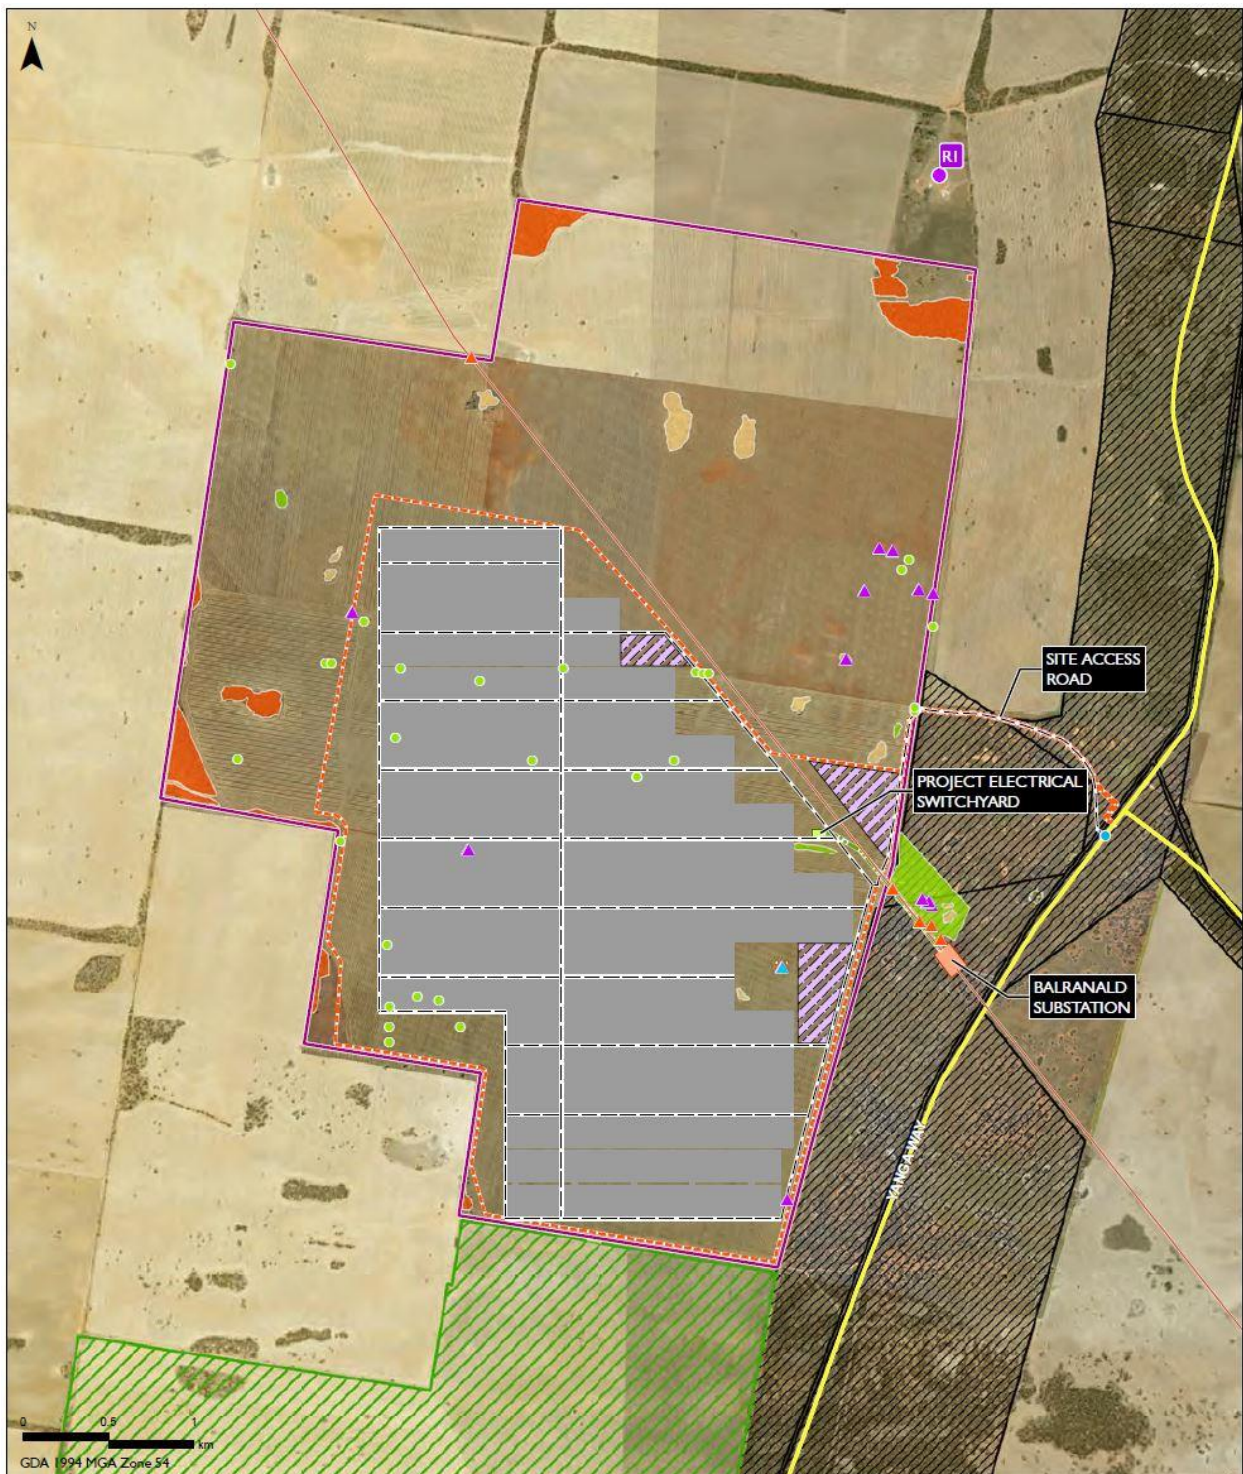 N
R1
SITE ACCESS
ROAD
PROJECT ELECTRICAL
SWITCHYARD
BALRANALD
SUBSTATION
YANGA WAY
0 0.5 1
km
GDA 1994 MGA Zone 54